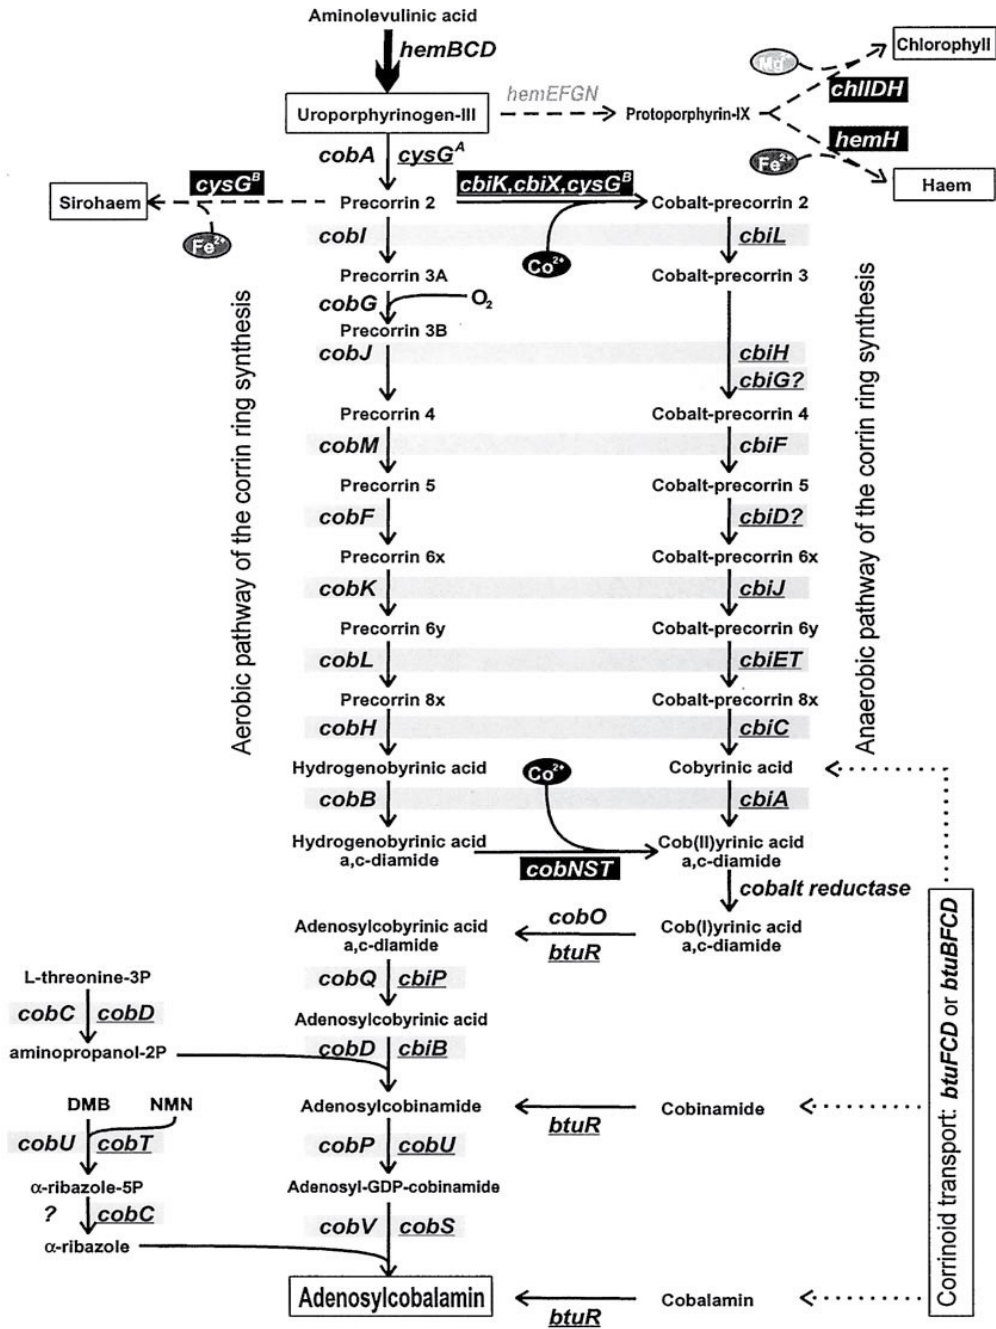 Aminolevulinic acid
hemBCD
Mg2+
Chlorophyll
chlIDH
Uroporphyrinogen-III
hemEFGN
Protoporphyrin-IX
hemH
Fe2+
Haem
cobA cysG^A
Sirohaem
cysG^B
Fe2+
Precorrin 2
cbiK,cbiX,cysG^B
Co2+
Cobalt-precorrin 2
cobI
cbiL
Precorrin 3A
Cobalt-precorrin 3
cobG
O2
Precorrin 3B
cobJ
cbiH
cbiG?
Precorrin 4
Cobalt-precorrin 4
cobM
cbiF
Precorrin 5
Cobalt-precorrin 5
cobF
cbiD?
Precorrin 6x
Cobalt-precorrin 6x
cobK
cbiJ
Precorrin 6y
Cobalt-precorrin 6y
cobL
cbiET
Precorrin 8x
Cobalt-precorrin 8x
cobH
cbiC
Aerobic pathway of the corrin ring synthesis
Anaerobic pathway of the corrin ring synthesis
Hydrogenobyrinic acid
Co2+
Cobyrinic acid
cobB
cbiA
Hydrogenobyrinic acid
a,c-diamide
cobNST
Cob(II)yrinic acid
a,c-diamide
cobalt reductase
Adenosylcobyrinic acid
a,c-diamide
cobO
btuR
Cob(I)yrinic acid
a,c-diamide
cobQ cbiP
L-threonine-3P
cobC cobD
aminopropanol-2P
Adenosylcobyrinic acid
cobD cbiB
DMB NMN
Adenosylcobinamide
btuR
Cobinamide
cobU cobT
cobP cobU
α-ribazole-5P
Adenosyl-GDP-cobinamide
? cobC
cobV cobS
α-ribazole
Adenosylcobalamin
btuR
Cobalamin
Corrinoid transport: btuFCD or btuBFCD